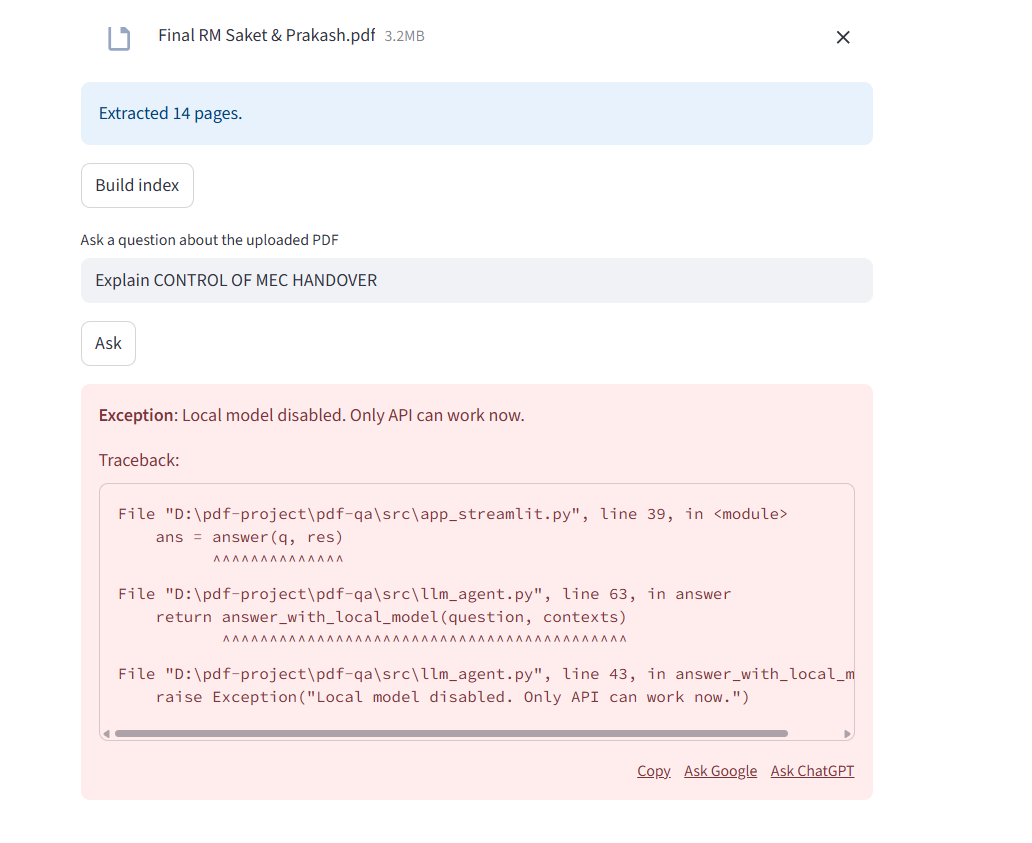 Final RM Saket & Prakash.pdf 3.2MB
Extracted 14 pages.
Build index
Ask a question about the uploaded PDF
Explain CONTROL OF MEC HANDOVER
Ask
Exception: Local model disabled. Only API can work now.
Traceback:
File "D:\pdf-project\pdf-qa\src\app_streamlit.py", line 39, in <module>
    ans = answer(q, res)
          ^^^^^^^^^^^^^^
File "D:\pdf-project\pdf-qa\src\llm_agent.py", line 63, in answer
    return answer_with_local_model(question, contexts)
           ^^^^^^^^^^^^^^^^^^^^^^^^^^^^^^^^^^^^^^^^^^^
File "D:\pdf-project\pdf-qa\src\llm_agent.py", line 43, in answer_with_local_m
    raise Exception("Local model disabled. Only API can work now.")
Copy Ask Google Ask ChatGPT